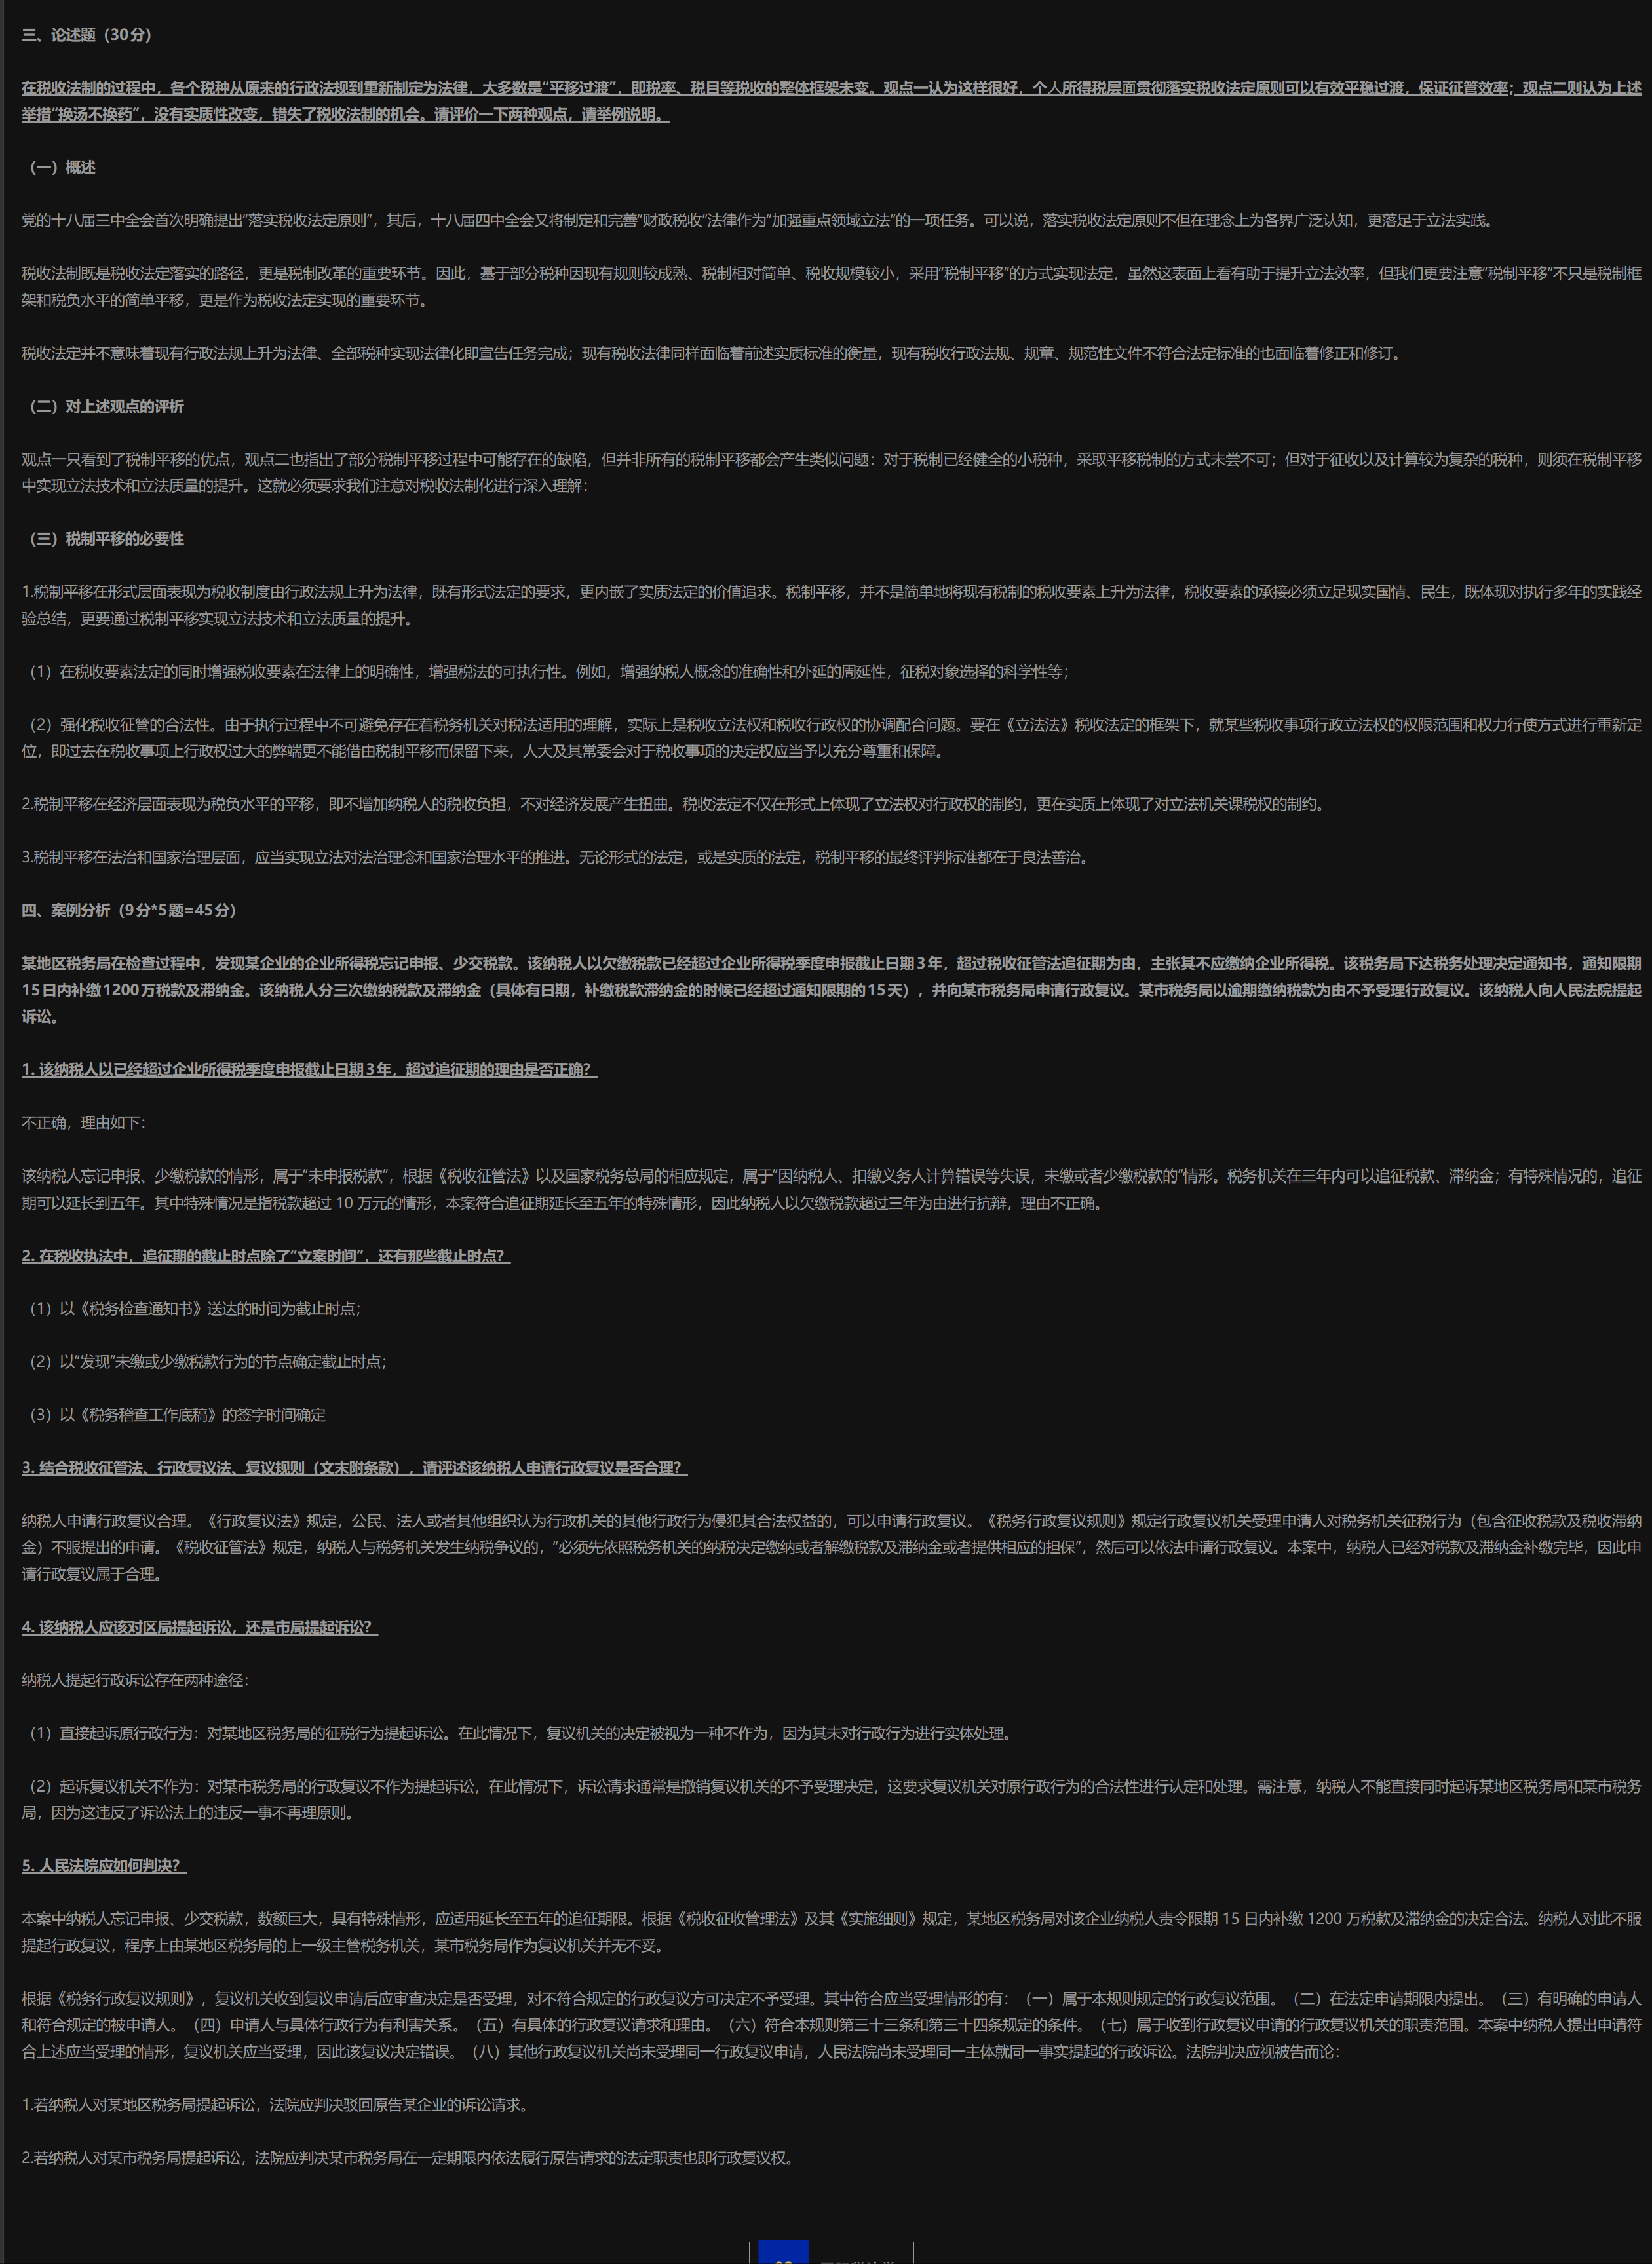 三、论述题（30分）
在税收法制的过程中，各个税种从原来的行政法规到重新制定为法律，大多数是“平移过渡”，即税率、税目等税收的整体框架未变。观点一认为这样很好，个人所得税层面贯彻落实税收法定原则可以有效平稳过渡，保证征管效率；观点二则认为上述
举措“换汤不换药”，没有实质性改变，错失了税收法制的机会。请评价一下两种观点，请举例说明。
（一）概述
党的十八届三中全会首次明确提出“落实税收法定原则”，其后，十八届四中全会又将制定和完善“财政税收”法律作为“加强重点领域立法”的一项任务。可以说，落实税收法定原则不但在理念上为各界广泛认知，更落足于立法实践。
税收法制既是税收法定落实的路径，更是税制改革的重要环节。因此，基于部分税种因现有规则较成熟、税制相对简单、税收规模较小，采用“税制平移”的方式实现法定，虽然这表面上看有助于提升立法效率，但我们更要注意“税制平移”不只是税制框
架和税负水平的简单平移，更是作为税收法定实现的重要环节。
税收法定并不意味着现有行政法规上升为法律、全部税种实现法律化即宣告任务完成；现有税收法律同样面临着前述实质标准的衡量，现有税收行政法规、规章、规范性文件不符合法定标准的也面临着修正和修订。
（二）对上述观点的评析
观点一只看到了税制平移的优点，观点二也指出了部分税制平移过程中可能存在的缺陷，但并非所有的税制平移都会产生类似问题：对于税制已经健全的小税种，采取平移税制的方式未尝不可；但对于征收以及计算较为复杂的税种，则须在税制平移
中实现立法技术和立法质量的提升。这就必须要求我们注意对税收法制化进行深入理解：
（三）税制平移的必要性
1.税制平移在形式层面表现为税收制度由行政法规上升为法律，既有形式法定的要求，更内嵌了实质法定的价值追求。税制平移，并不是简单地将现有税制的税收要素上升为法律，税收要素的承接必须立足现实国情、民生，既体现对执行多年的实践经
验总结，更要通过税制平移实现立法技术和立法质量的提升。
（1）在税收要素法定的同时增强税收要素在法律上的明确性，增强税法的可执行性。例如，增强纳税人概念的准确性和外延的周延性，征税对象选择的科学性等；
（2）强化税收征管的合法性。由于执行过程中不可避免存在着税务机关对税法适用的理解，实际上是税收立法权和税收行政权的协调配合问题。要在《立法法》税收法定的框架下，就某些税收事项行政立法权的权限范围和权力行使方式进行重新定
位，即过去在税收事项上行政权过大的弊端更不能借由税制平移而保留下来，人大及其常委会对于税收事项的决定权应当予以充分尊重和保障。
2.税制平移在经济层面表现为税负水平的平移，即不增加纳税人的税收负担，不对经济发展产生扭曲。税收法定不仅在形式上体现了立法权对行政权的制约，更在实质上体现了对立法机关课税权的制约。
3.税制平移在法治和国家治理层面，应当实现立法对法治理念和国家治理水平的推进。无论形式的法定，或是实质的法定，税制平移的最终评判标准都在于良法善治。
四、案例分析（9分*5题=45分）
某地区税务局在检查过程中，发现某企业的企业所得税忘记申报、少交税款。该纳税人以欠缴税款已经超过企业所得税季度申报截止日期3年，超过税收征管法追征期为由，主张其不应缴纳企业所得税。该税务局下达税务处理决定通知书，通知限期
15日内补缴1200万税款及滞纳金。该纳税人分三次缴纳税款及滞纳金（具体有日期，补缴税款滞纳金的时候已经超过通知限期的15天），并向某市税务局申请行政复议。某市税务局以逾期缴纳税款为由不予受理行政复议。该纳税人向人民法院提起
诉讼。
1. 该纳税人以已经超过企业所得税季度申报截止日期3年，超过追征期的理由是否正确？
不正确，理由如下：
该纳税人忘记申报、少缴税款的情形，属于“未申报税款”，根据《税收征管法》以及国家税务总局的相应规定，属于“因纳税人、扣缴义务人计算错误等失误，未缴或者少缴税款的”情形。税务机关在三年内可以追征税款、滞纳金；有特殊情况的，追征
期可以延长到五年。其中特殊情况是指税款超过 10 万元的情形，本案符合追征期延长至五年的特殊情形，因此纳税人以欠缴税款超过三年为由进行抗辩，理由不正确。
2. 在税收执法中，追征期的截止时点除了“立案时间”，还有那些截止时点？
（1）以《税务检查通知书》送达的时间为截止时点；
（2）以“发现”未缴或少缴税款行为的节点确定截止时点；
（3）以《税务稽查工作底稿》的签字时间确定
3. 结合税收征管法、行政复议法、复议规则（文末附条款），请评述该纳税人申请行政复议是否合理？
纳税人申请行政复议合理。《行政复议法》规定，公民、法人或者其他组织认为行政机关的其他行政行为侵犯其合法权益的，可以申请行政复议。《税务行政复议规则》规定行政复议机关受理申请人对税务机关征税行为（包含征收税款及税收滞纳
金）不服提出的申请。《税收征管法》规定，纳税人与税务机关发生纳税争议的，“必须先依照税务机关的纳税决定缴纳或者解缴税款及滞纳金或者提供相应的担保”，然后可以依法申请行政复议。本案中，纳税人已经对税款及滞纳金补缴完毕，因此申
请行政复议属于合理。
4. 该纳税人应该对区局提起诉讼，还是市局提起诉讼？
纳税人提起行政诉讼存在两种途径：
（1）直接起诉原行政行为：对某地区税务局的征税行为提起诉讼。在此情况下，复议机关的决定被视为一种不作为，因为其未对行政行为进行实体处理。
（2）起诉复议机关不作为：对某市税务局的行政复议不作为提起诉讼，在此情况下，诉讼请求通常是撤销复议机关的不予受理决定，这要求复议机关对原行政行为的合法性进行认定和处理。需注意，纳税人不能直接同时起诉某地区税务局和某市税务
局，因为这违反了诉讼法上的违反一事不再理原则。
5. 人民法院应如何判决？
本案中纳税人忘记申报、少交税款，数额巨大，具有特殊情形，应适用延长至五年的追征期限。根据《税收征收管理法》及其《实施细则》规定，某地区税务局对该企业纳税人责令限期 15 日内补缴 1200 万税款及滞纳金的决定合法。纳税人对此不服
提起行政复议，程序上由某地区税务局的上一级主管税务机关，某市税务局作为复议机关并无不妥。
根据《税务行政复议规则》，复议机关收到复议申请后应审查决定是否受理，对不符合规定的行政复议方可决定不予受理。其中符合应当受理情形的有：（一）属于本规则规定的行政复议范围。（二）在法定申请期限内提出。（三）有明确的申请人
和符合规定的被申请人。（四）申请人与具体行政行为有利害关系。（五）有具体的行政复议请求和理由。（六）符合本规则第三十三条和第三十四条规定的条件。（七）属于收到行政复议申请的行政复议机关的职责范围。本案中纳税人提出申请符
合上述应当受理的情形，复议机关应当受理，因此该复议决定错误。（八）其他行政复议机关尚未受理同一行政复议申请，人民法院尚未受理同一主体就同一事实提起的行政诉讼。法院判决应视被告而论：
1.若纳税人对某地区税务局提起诉讼，法院应判决驳回原告某企业的诉讼请求。
2.若纳税人对某市税务局提起诉讼，法院应判决某市税务局在一定期限内依法履行原告请求的法定职责也即行政复议权。